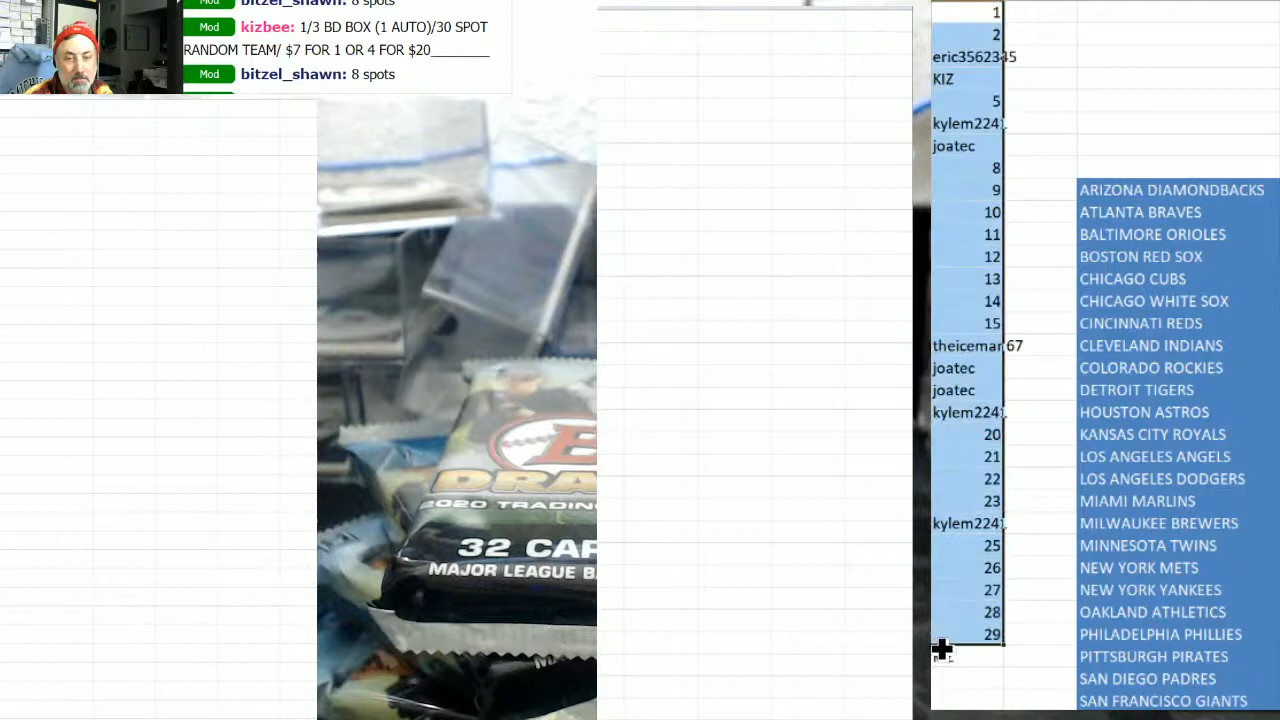 bitzel_shawn: 8 spots
Mod kizbee: 1/3 BD BOX (1 AUTO)/30 SPOT
RANDOM TEAM/ $7 FOR 1 OR 4 FOR $20________
Mod bitzel_shawn: 8 spots
DRA
2020 TRADIN
32 CAR
MAJOR LEAGUE B
1
2
eric3562345
KIZ
5
kylem2241
joatec
8
9
10
11
12
13
14
15
theiceman67
joatec
joatec
kylem2241
20
21
22
23
kylem2241
25
26
27
28
29
ARIZONA DIAMONDBACKS
ATLANTA BRAVES
BALTIMORE ORIOLES
BOSTON RED SOX
CHICAGO CUBS
CHICAGO WHITE SOX
CINCINNATI REDS
CLEVELAND INDIANS
COLORADO ROCKIES
DETROIT TIGERS
HOUSTON ASTROS
KANSAS CITY ROYALS
LOS ANGELES ANGELS
LOS ANGELES DODGERS
MIAMI MARLINS
MILWAUKEE BREWERS
MINNESOTA TWINS
NEW YORK METS
NEW YORK YANKEES
OAKLAND ATHLETICS
PHILADELPHIA PHILLIES
PITTSBURGH PIRATES
SAN DIEGO PADRES
SAN FRANCISCO GIANTS